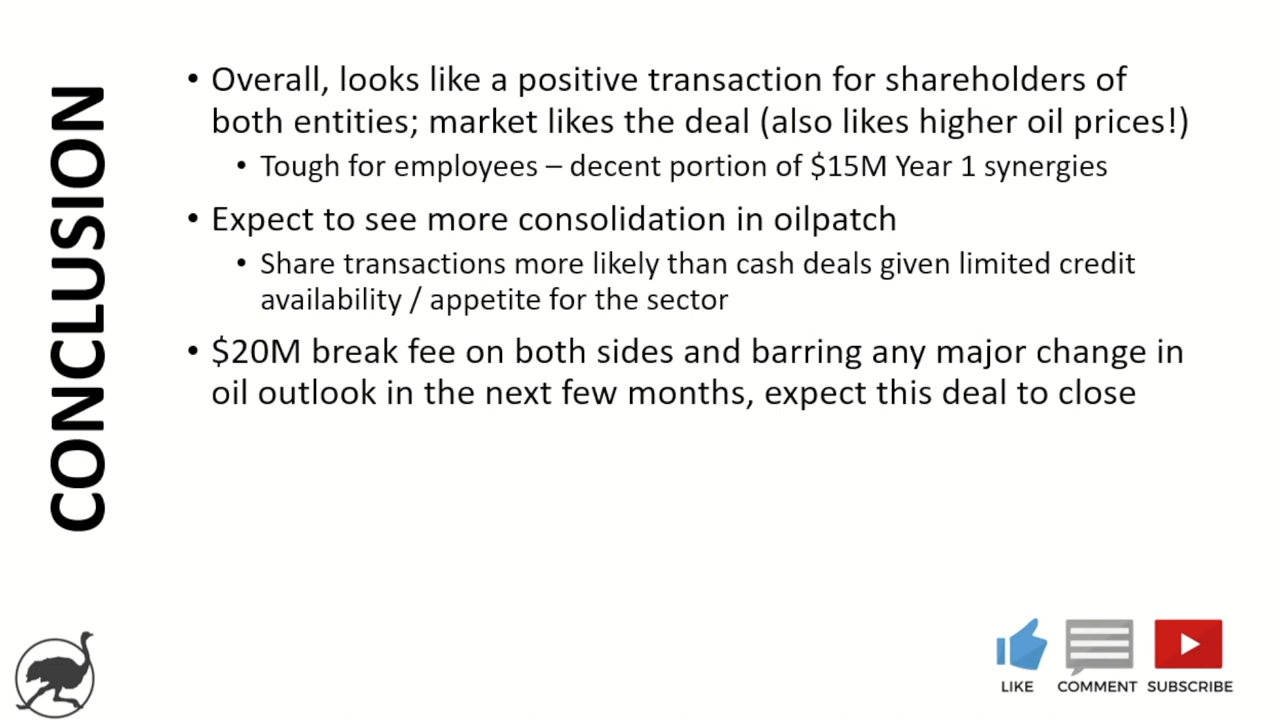 CONCLUSION
• Overall, looks like a positive transaction for shareholders of
both entities; market likes the deal (also likes higher oil prices!)
• Tough for employees – decent portion of $15M Year 1 synergies
• Expect to see more consolidation in oilpatch
• Share transactions more likely than cash deals given limited credit
availability / appetite for the sector
• $20M break fee on both sides and barring any major change in
oil outlook in the next few months, expect this deal to close
LIKE COMMENT SUBSCRIBE